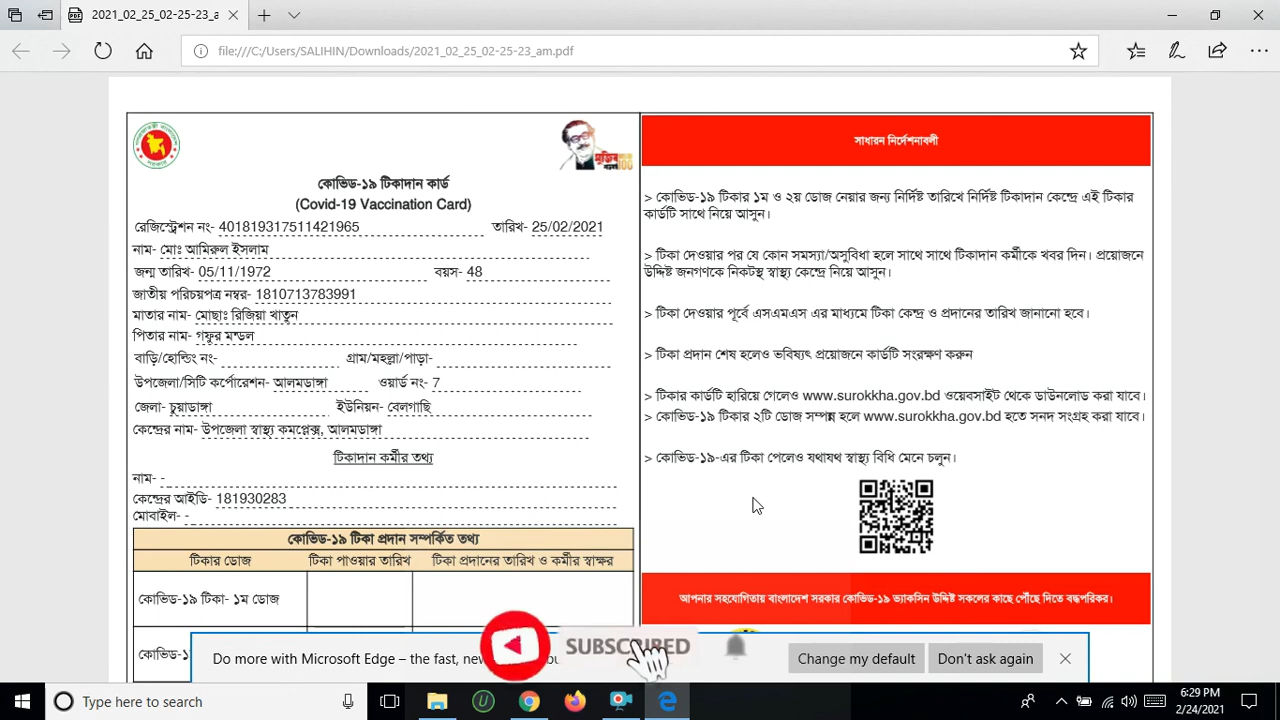 2021_02_25_02-25-23_a
file:///C:/Users/SALIHIN/Downloads/2021_02_25_02-25-23_am.pdf
কোভিড-১৯ টিকাদান কার্ড
(Covid-19 Vaccination Card)
রেজিস্ট্রেশন নং- 401819317511421965 তারিখ- 25/02/2021
নাম- মোঃ আমিরুল ইসলাম
জন্ম তারিখ- 05/11/1972 বয়স- 48
জাতীয় পরিচয়পত্র নম্বর- 1810713783991
মাতার নাম- মোছাঃ রিজিয়া খাতুন
পিতার নাম- গফুর মন্ডল
বাড়ি/হোল্ডিং নং- গ্রাম/মহল্লা/পাড়া-
উপজেলা/সিটি কর্পোরেশন- আলমডাঙ্গা ওয়ার্ড নং- 7
জেলা- চুয়াডাঙ্গা ইউনিয়ন- বেলগাছি
কেন্দ্রের নাম- উপজেলা স্বাস্থ্য কমপ্লেক্স, আলমডাঙ্গা
টিকাদান কর্মীর তথ্য
নাম- -
কেন্দ্রের আইডি- 181930283
মোবাইল- -
কোভিড-১৯ টিকা প্রদান সম্পর্কিত তথ্য
টিকার ডোজ টিকা পাওয়ার তারিখ টিকা প্রদানের তারিখ ও কর্মীর স্বাক্ষর
কোভিড-১৯ টিকা- ১ম ডোজ
কোভিড-১
সাধারন নির্দেশনাবলী
> কোভিড-১৯ টিকার ১ম ও ২য় ডোজ নেয়ার জন্য নির্দিষ্ট তারিখে নির্দিষ্ট টিকাদান কেন্দ্রে এই টিকার
কার্ডটি সাথে নিয়ে আসুন।
> টিকা দেওয়ার পর যে কোন সমস্যা/অসুবিধা হলে সাথে সাথে টিকাদান কর্মীকে খবর দিন। প্রয়োজনে
উদ্দিষ্ট জনগণকে নিকটস্থ স্বাস্থ্য কেন্দ্রে নিয়ে আসুন।
> টিকা দেওয়ার পূর্বে এসএমএস এর মাধ্যমে টিকা কেন্দ্র ও প্রদানের তারিখ জানানো হবে।
> টিকা প্রদান শেষ হলেও ভবিষ্যৎ প্রয়োজনে কার্ডটি সংরক্ষণ করুন
> টিকার কার্ডটি হারিয়ে গেলেও www.surokkha.gov.bd ওয়েবসাইট থেকে ডাউনলোড করা যাবে।
> কোভিড-১৯ টিকার ২টি ডোজ সম্পন্ন হলে www.surokkha.gov.bd হতে সনদ সংগ্রহ করা যাবে।
> কোভিড-১৯-এর টিকা পেলেও যথাযথ স্বাস্থ্য বিধি মেনে চলুন।
আপনার সহযোগিতায় বাংলাদেশ সরকার কোভিড-১৯ ভ্যাকসিন উদ্দিষ্ট সকলের কাছে পৌঁছে দিতে বদ্ধপরিকর।
SUBSCRIBED
Do more with Microsoft Edge – the fast, new
Change my default Don't ask again
Type here to search
6:29 PM
2/24/2021